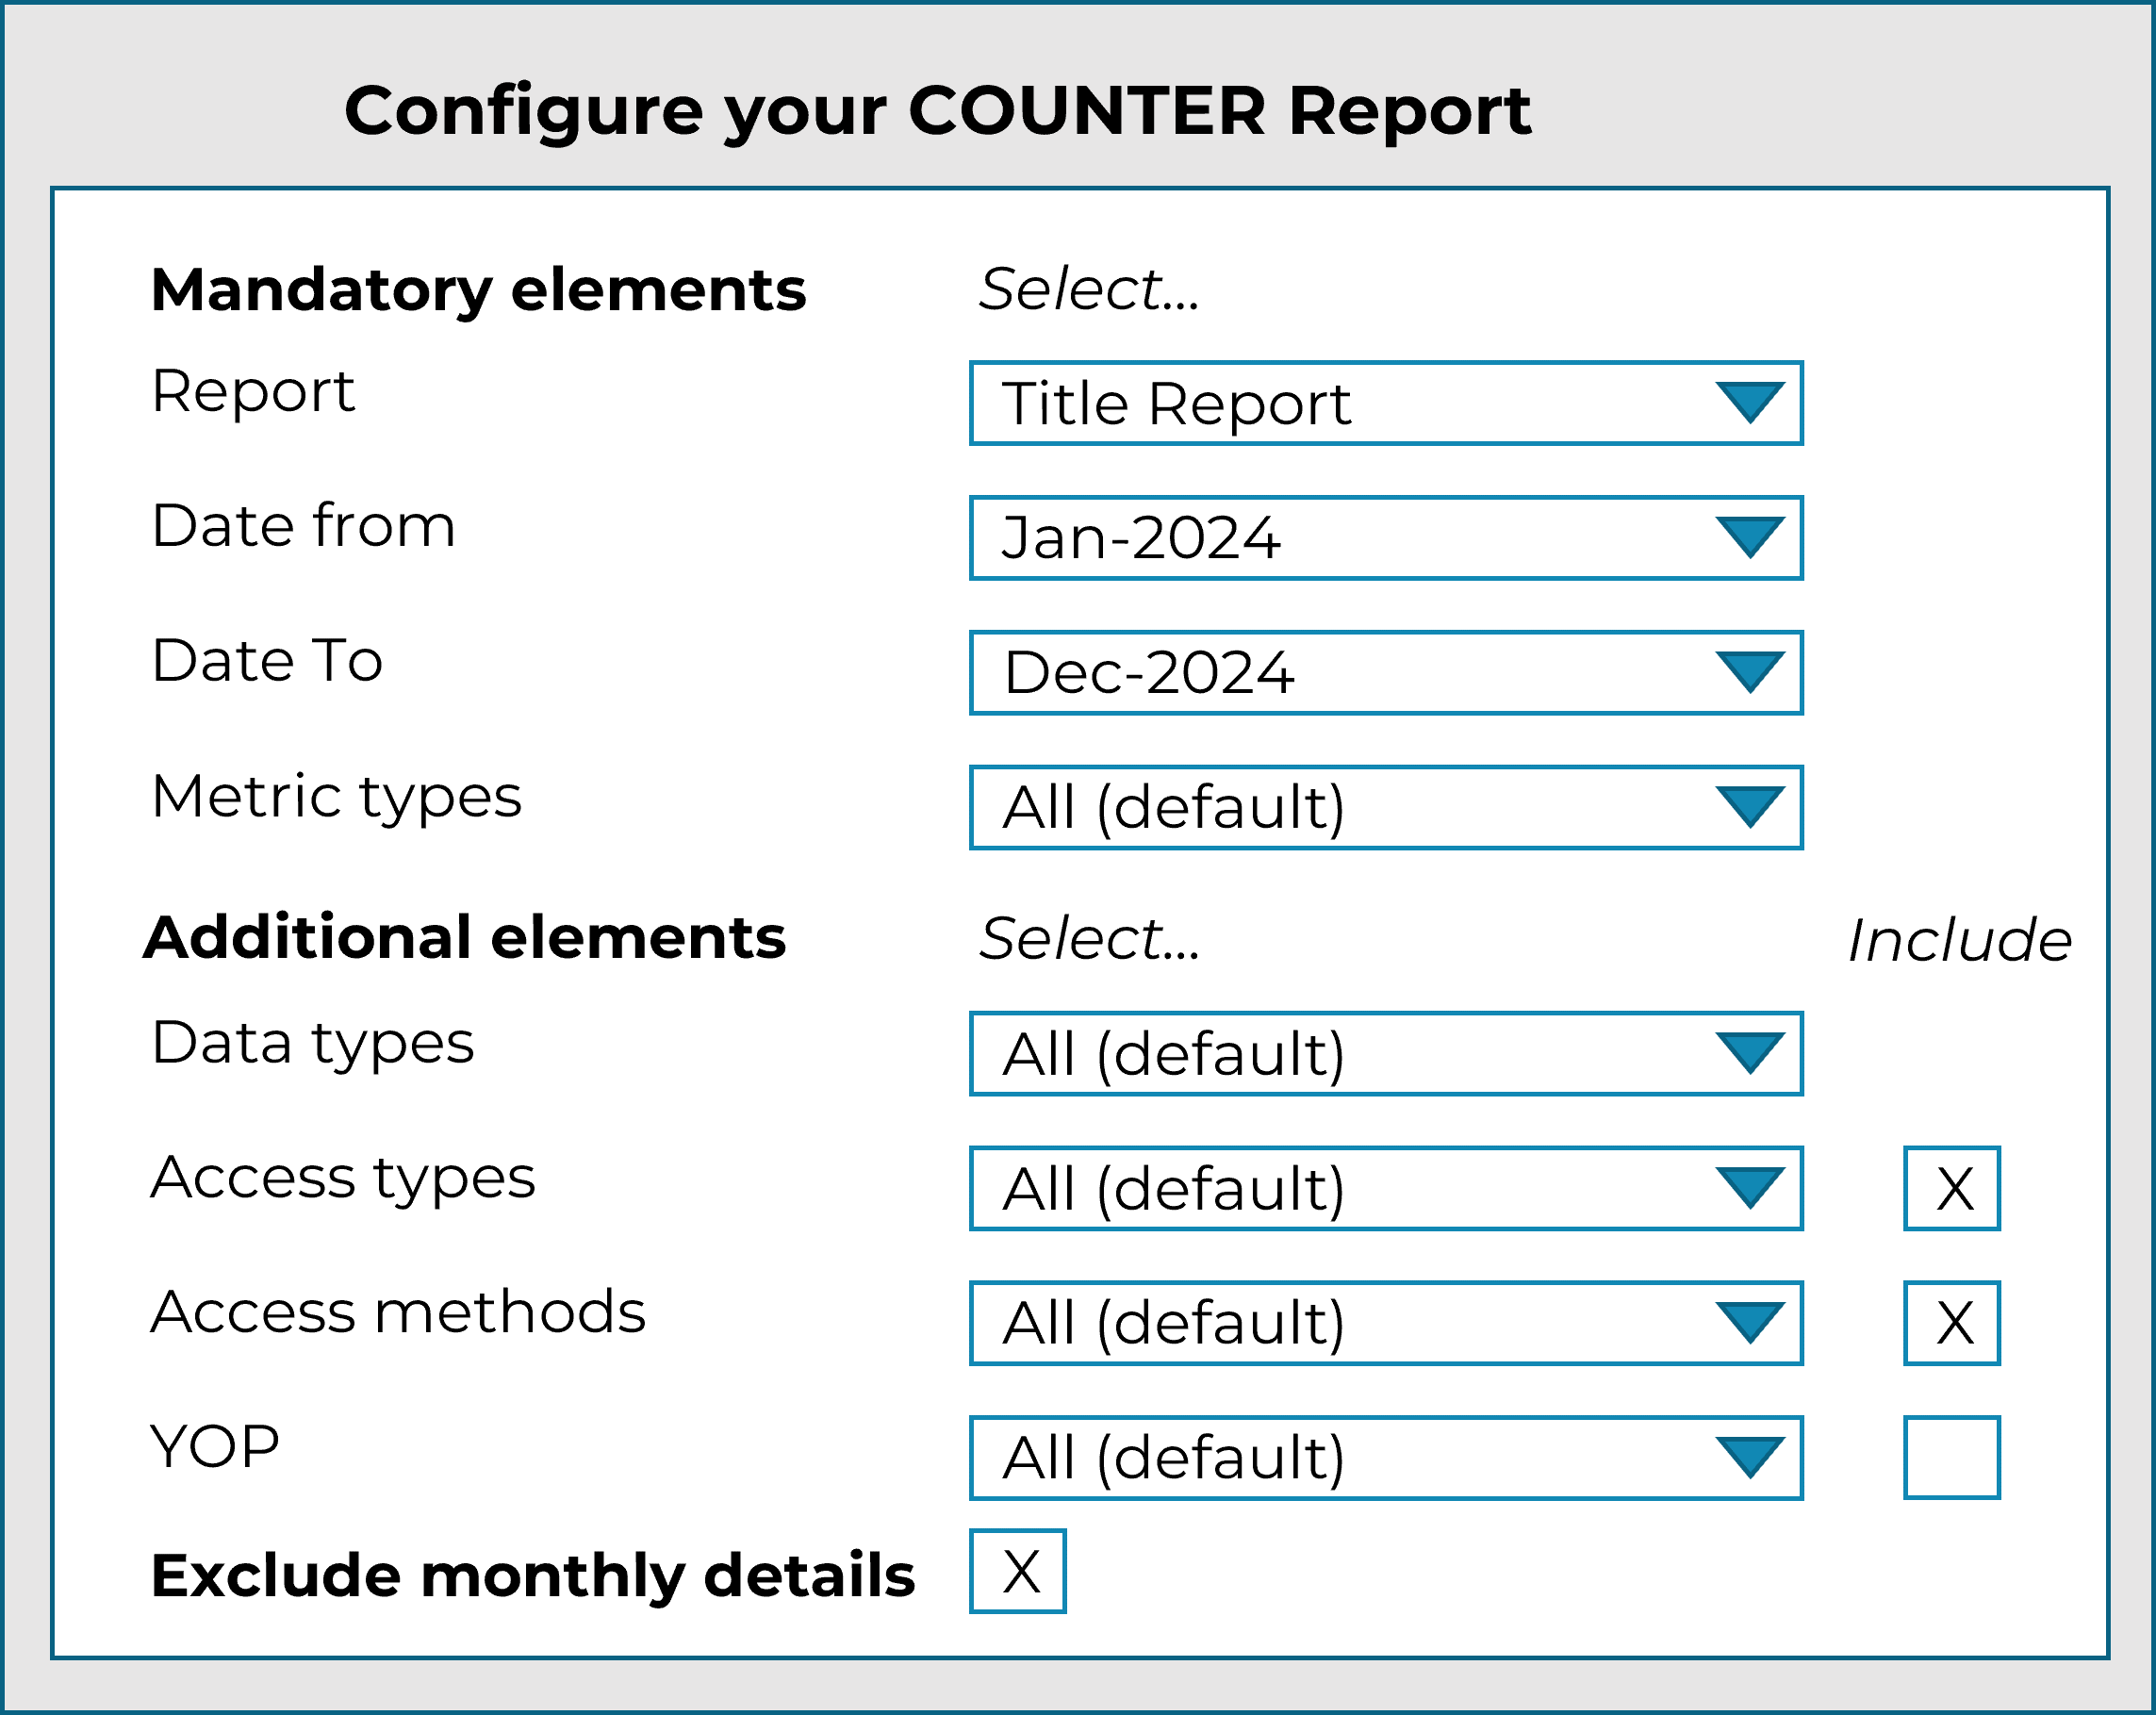 Configure your COUNTER Report
Mandatory elements Select...
Report Title Report
Date from Jan-2024
Date To Dec-2024
Metric types All (default)
Additional elements Select... Include
Data types All (default)
Access types All (default) X
Access methods All (default) X
YOP All (default)
Exclude monthly details X